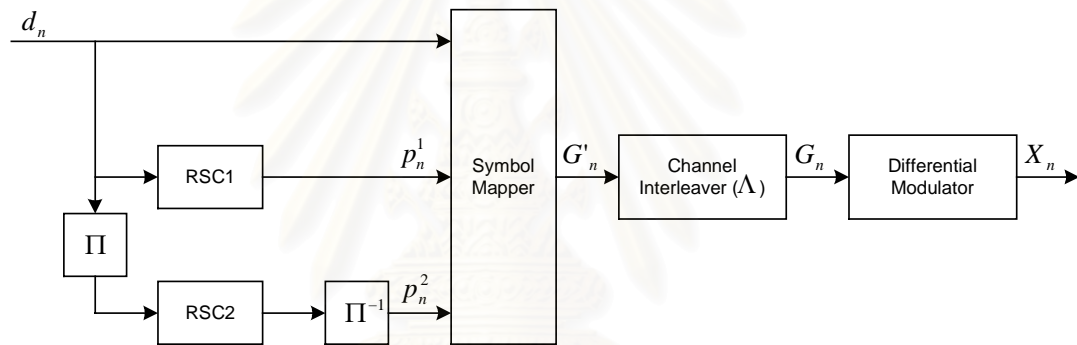 d_n
RSC1
p_n^1
Symbol
Mapper
G'_n
Channel
Interleaver (Λ)
G_n
Differential
Modulator
X_n
Π
RSC2
Π^{-1}
p_n^2